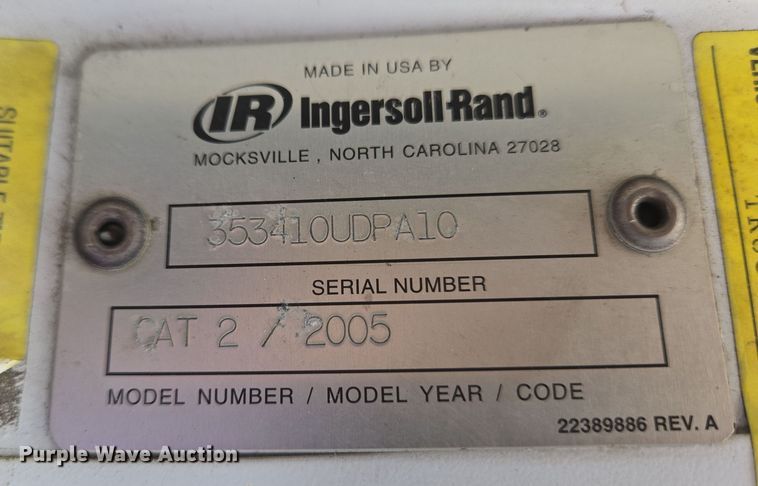 MADE IN USA BY
IR Ingersoll-Rand®
MOCKSVILLE , NORTH CAROLINA 27028
353410UDPA10
SERIAL NUMBER
CAT 2 / 2005
MODEL NUMBER / MODEL YEAR / CODE
22389886 REV. A
Purple Wave Auction